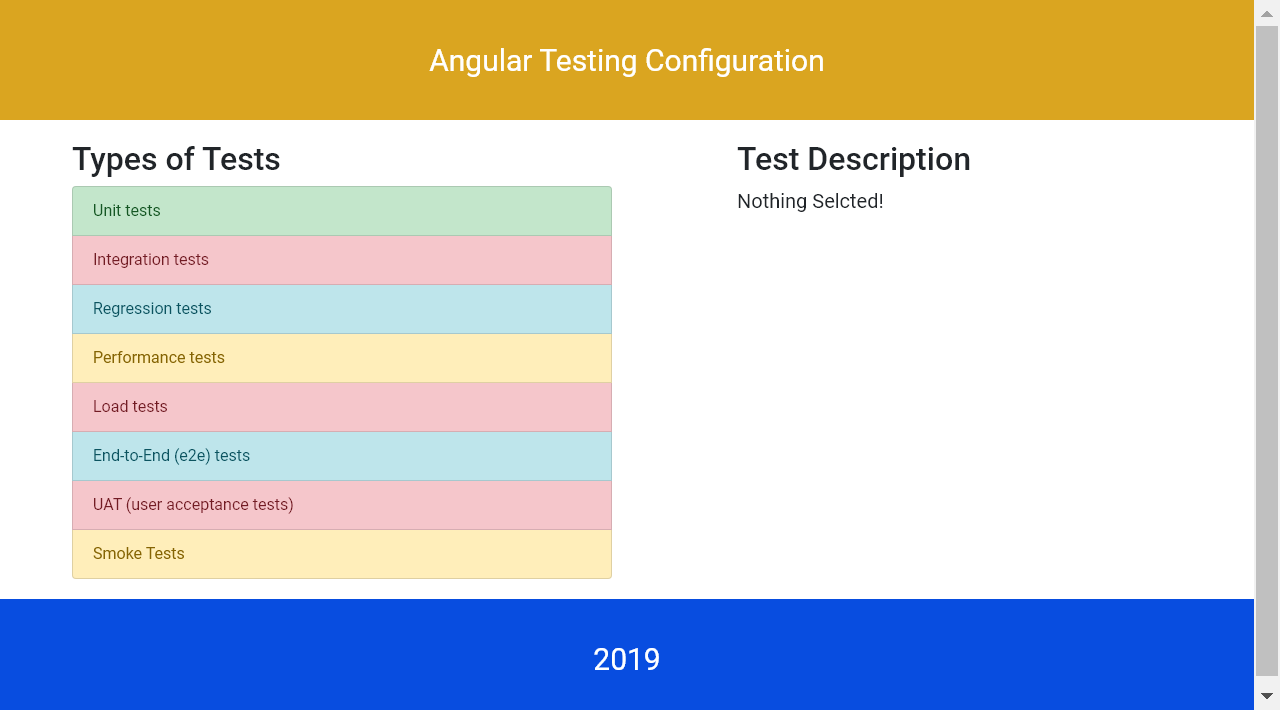 Angular Testing Configuration
Types of Tests
Unit tests
Integration tests
Regression tests
Performance tests
Load tests
End-to-End (e2e) tests
UAT (user acceptance tests)
Smoke Tests
Test Description
Nothing Selcted!
2019